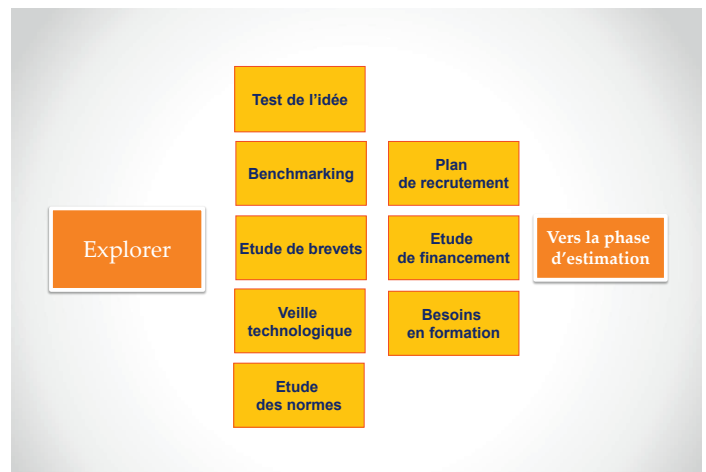 Explorer
Test de l’idée
Benchmarking
Etude de brevets
Veille
technologique
Etude
des normes
Plan
de recrutement
Etude
de financement
Besoins
en formation
Vers la phase
d’estimation